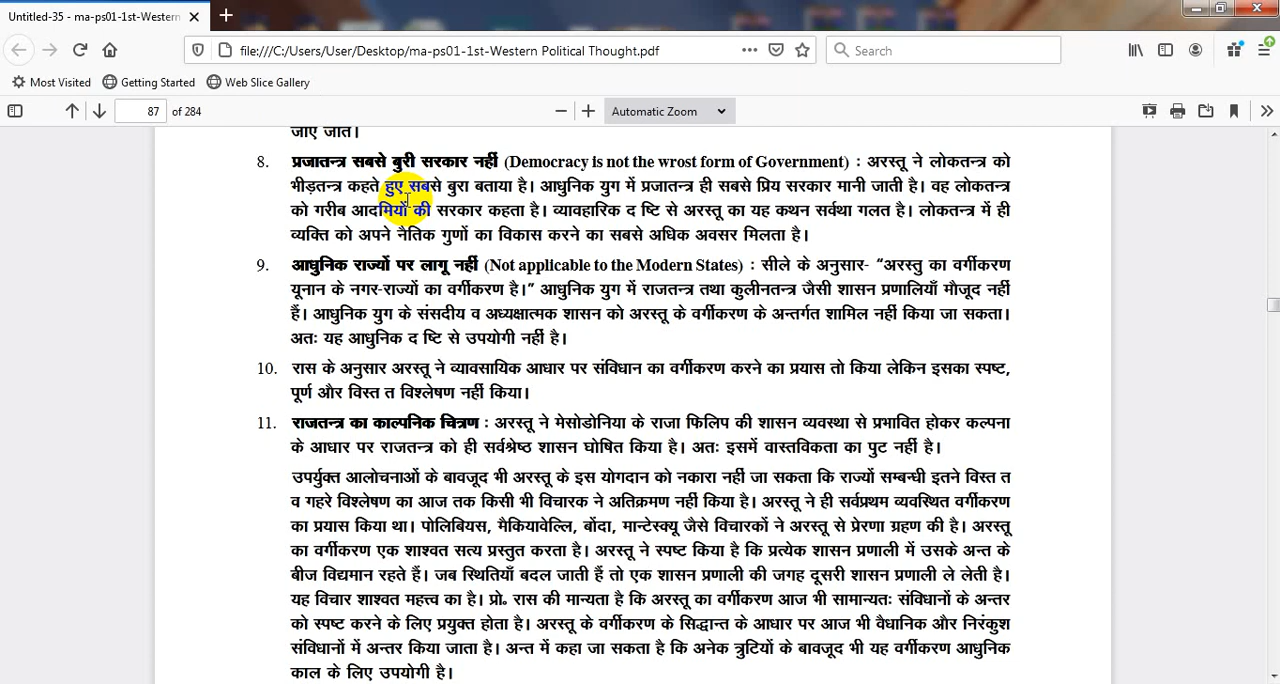 Untitled-35 - ma-ps01-1st-Western
file:///C:/Users/User/Desktop/ma-ps01-1st-Western Political Thought.pdf
Search
Most Visited
Getting Started
Web Slice Gallery
87 of 284
Automatic Zoom
जाए जाते।
8. प्रजातन्त्र सबसे बुरी सरकार नहीं (Democracy is not the wrost form of Government) : अरस्तू ने लोकतन्त्र को
भीड़तन्त्र कहते हुए सबसे बुरा बताया है। आधुनिक युग में प्रजातन्त्र ही सबसे प्रिय सरकार मानी जाती है। वह लोकतन्त्र
को गरीब आदमियों की सरकार कहता है। व्यावहारिक द ष्टि से अरस्तू का यह कथन सर्वथा गलत है। लोकतन्त्र में ही
व्यक्ति को अपने नैतिक गुणों का विकास करने का सबसे अधिक अवसर मिलता है।
9. आधुनिक राज्यों पर लागू नहीं (Not applicable to the Modern States) : सीले के अनुसार- "अरस्तु का वर्गीकरण
यूनान के नगर-राज्यों का वर्गीकरण है।" आधुनिक युग में राजतन्त्र तथा कुलीनतन्त्र जैसी शासन प्रणालियाँ मौजूद नहीं
हैं। आधुनिक युग के संसदीय व अध्यक्षात्मक शासन को अरस्तू के वर्गीकरण के अन्तर्गत शामिल नहीं किया जा सकता।
अतः यह आधुनिक द ष्टि से उपयोगी नहीं है।
10. रास के अनुसार अरस्तू ने व्यावसायिक आधार पर संविधान का वर्गीकरण करने का प्रयास तो किया लेकिन इसका स्पष्ट,
पूर्ण और विस्त त विश्लेषण नहीं किया।
11. राजतन्त्र का काल्पनिक चित्रण : अरस्तू ने मेसोडोनिया के राजा फिलिप की शासन व्यवस्था से प्रभावित होकर कल्पना
के आधार पर राजतन्त्र को ही सर्वश्रेष्ठ शासन घोषित किया है। अतः इसमें वास्तविकता का पुट नहीं है।
उपर्युक्त आलोचनाओं के बावजूद भी अरस्तू के इस योगदान को नकारा नहीं जा सकता कि राज्यों सम्बन्धी इतने विस्त त
व गहरे विश्लेषण का आज तक किसी भी विचारक ने अतिक्रमण नहीं किया है। अरस्तू ने ही सर्वप्रथम व्यवस्थित वर्गीकरण
का प्रयास किया था। पोलिबियस, मैकियावेल्लि, बोंदा, मान्टेस्क्यू जैसे विचारकों ने अरस्तू से प्रेरणा ग्रहण की है। अरस्तू
का वर्गीकरण एक शाश्वत सत्य प्रस्तुत करता है। अरस्तू ने स्पष्ट किया है कि प्रत्येक शासन प्रणाली में उसके अन्त के
बीज विद्यमान रहते हैं। जब स्थितियाँ बदल जाती हैं तो एक शासन प्रणाली की जगह दूसरी शासन प्रणाली ले लेती है।
यह विचार शाश्वत महत्त्व का है। प्रो॰ रास की मान्यता है कि अरस्तू का वर्गीकरण आज भी सामान्यतः संविधानों के अन्तर
को स्पष्ट करने के लिए प्रयुक्त होता है। अरस्तू के वर्गीकरण के सिद्धान्त के आधार पर आज भी वैधानिक और निरंकुश
संविधानों में अन्तर किया जाता है। अन्त में कहा जा सकता है कि अनेक त्रुटियों के बावजूद भी यह वर्गीकरण आधुनिक
काल के लिए उपयोगी है।